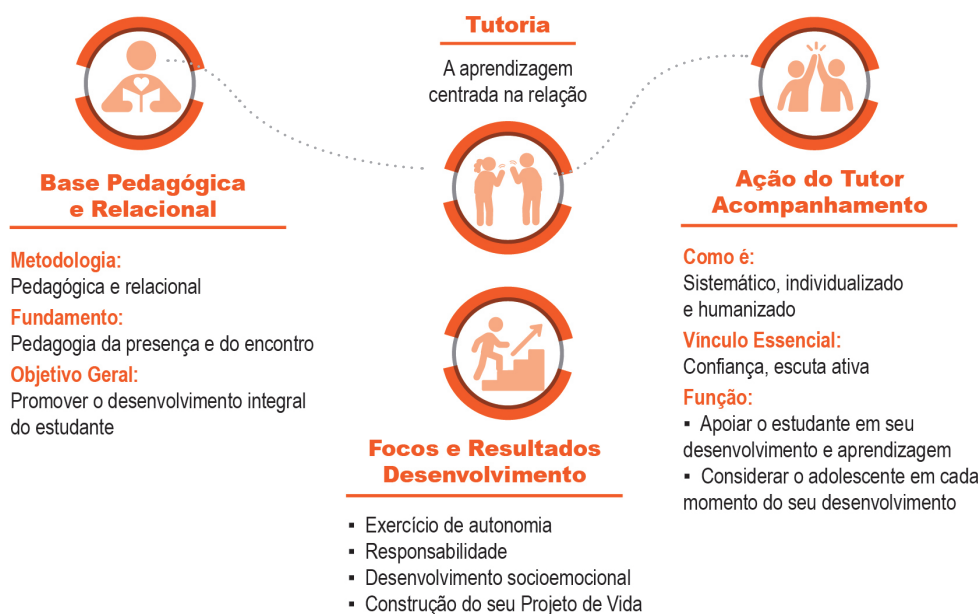 Tutoria
A aprendizagem
centrada na relação
Base Pedagógica
e Relacional
Metodologia:
Pedagógica e relacional
Fundamento:
Pedagogia da presença e do encontro
Objetivo Geral:
Promover o desenvolvimento integral
do estudante
Focos e Resultados
Desenvolvimento
▪ Exercício de autonomia
▪ Responsabilidade
▪ Desenvolvimento socioemocional
▪ Construção do seu Projeto de Vida
Ação do Tutor
Acompanhamento
Como é:
Sistemático, individualizado
e humanizado
Vínculo Essencial:
Confiança, escuta ativa
Função:
▪ Apoiar o estudante em seu
desenvolvimento e aprendizagem
▪ Considerar o adolescente em cada
momento do seu desenvolvimento